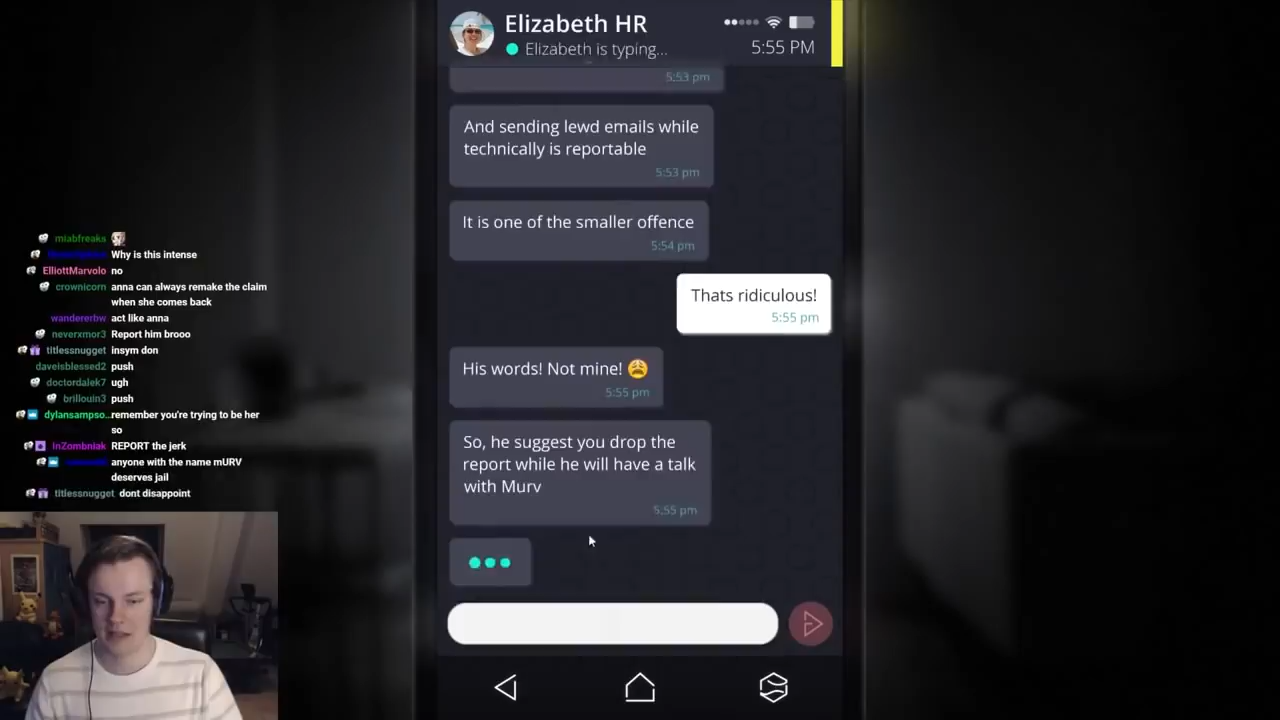 Elizabeth HR
Elizabeth is typing...
5:55 PM
5:53 pm
And sending lewd emails while
technically is reportable
5:53 pm
It is one of the smaller offence
5:54 pm
Thats ridiculous!
5:55 pm
His words! Not mine! 😩
5:55 pm
So, he suggest you drop the
report while he will have a talk
with Murv
5:55 pm
miabfreaks
Why is this intense
ElliottMarvolo no
crownicorn anna can always remake the claim
when she comes back
wandererbw act like anna
neverxmor3 Report him brooo
titlessnugget insym don
daveisblessed2 push
doctordalek7 ugh
brillouin3 push
dylansampso... remember you're trying to be her
so
InZombniak REPORT the jerk
anyone with the name mURV
deserves jail
titlessnugget dont disappoint